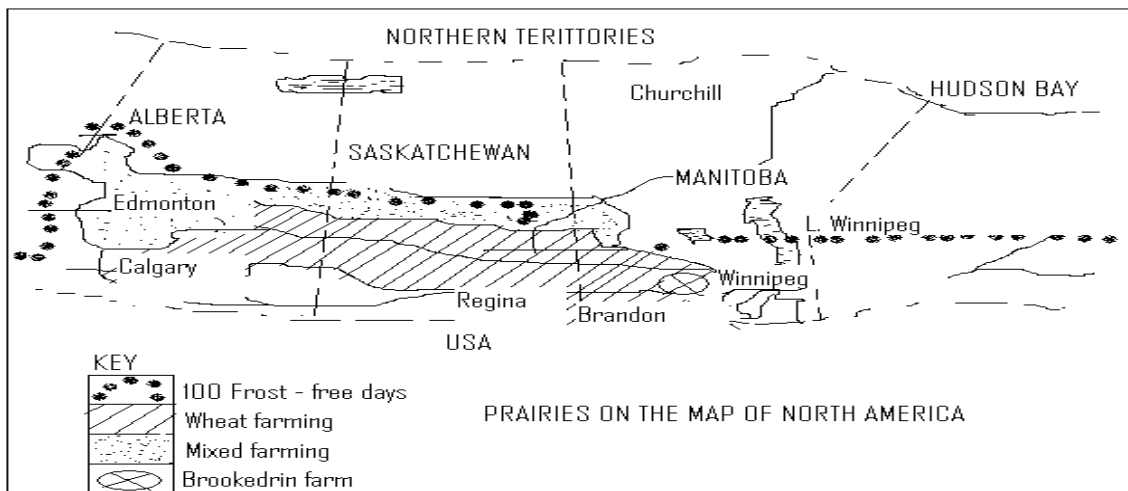 NORTHERN TERITTORIES
Churchill
HUDSON BAY
ALBERTA
SASKATCHEWAN
MANITOBA
Edmonton
L. Winnipeg
Calgary
Winnipeg
Regina
Brandon
USA
KEY
100 Frost - free days
Wheat farming
Mixed farming
Brookedrin farm
PRAIRIES ON THE MAP OF NORTH AMERICA